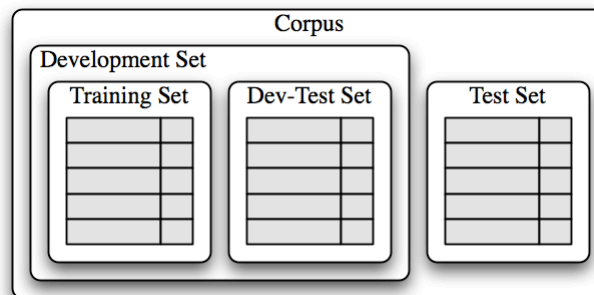 Corpus
Development Set
Training Set
Dev-Test Set
Test Set